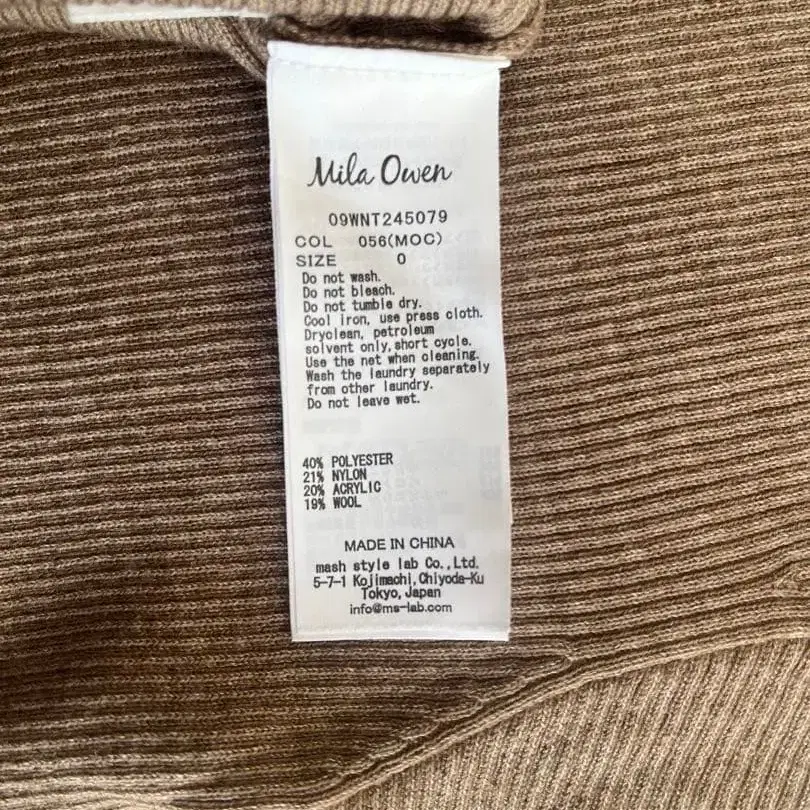 Mila Owen
09WNT245079
COL 056(MOC)
SIZE 0
Do not wash.
Do not bleach.
Do not tumble dry.
Cool iron, use press cloth.
Dryclean, petroleum
solvent only, short cycle.
Use the net when cleaning.
Wash the laundry separately
from other laundry.
Do not leave wet.
40% POLYESTER
21% NYLON
20% ACRYLIC
19% WOOL
MADE IN CHINA
mash style lab Co.,Ltd.
5-7-1 Kojimachi,Chiyoda-Ku
Tokyo,Japan
info@ms-lab.com